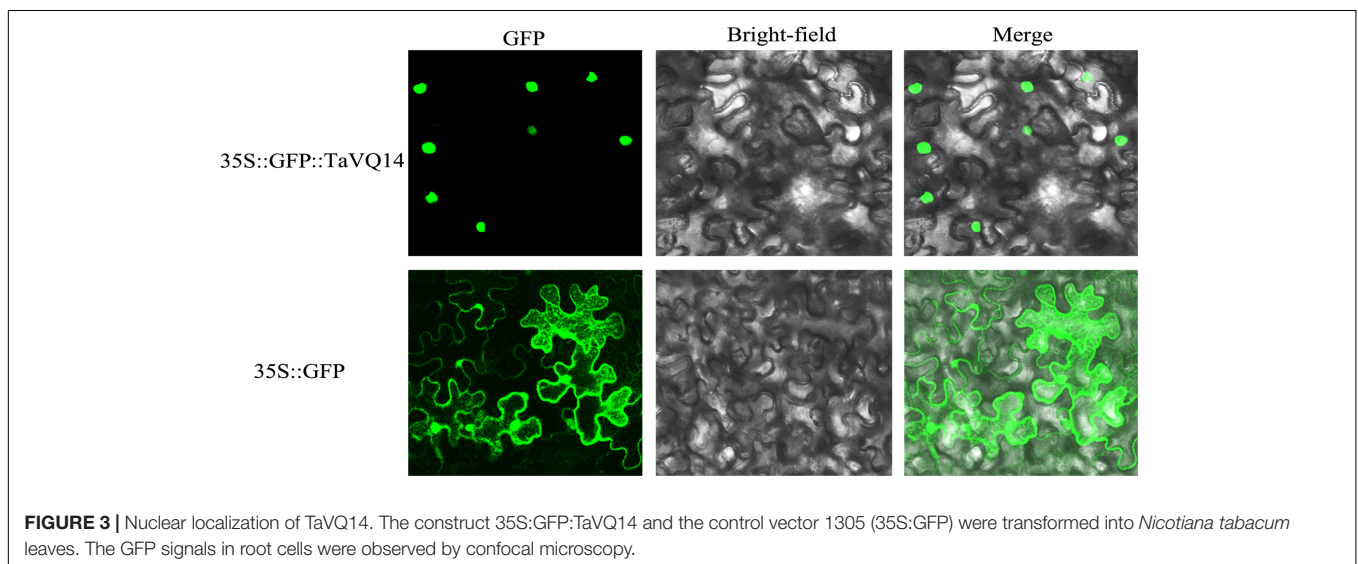 GFP
Bright-field
Merge
35S::GFP::TaVQ14
35S::GFP
FIGURE 3 | Nuclear localization of TaVQ14. The construct 35S:GFP:TaVQ14 and the control vector 1305 (35S:GFP) were transformed into Nicotiana tabacum
leaves. The GFP signals in root cells were observed by confocal microscopy.